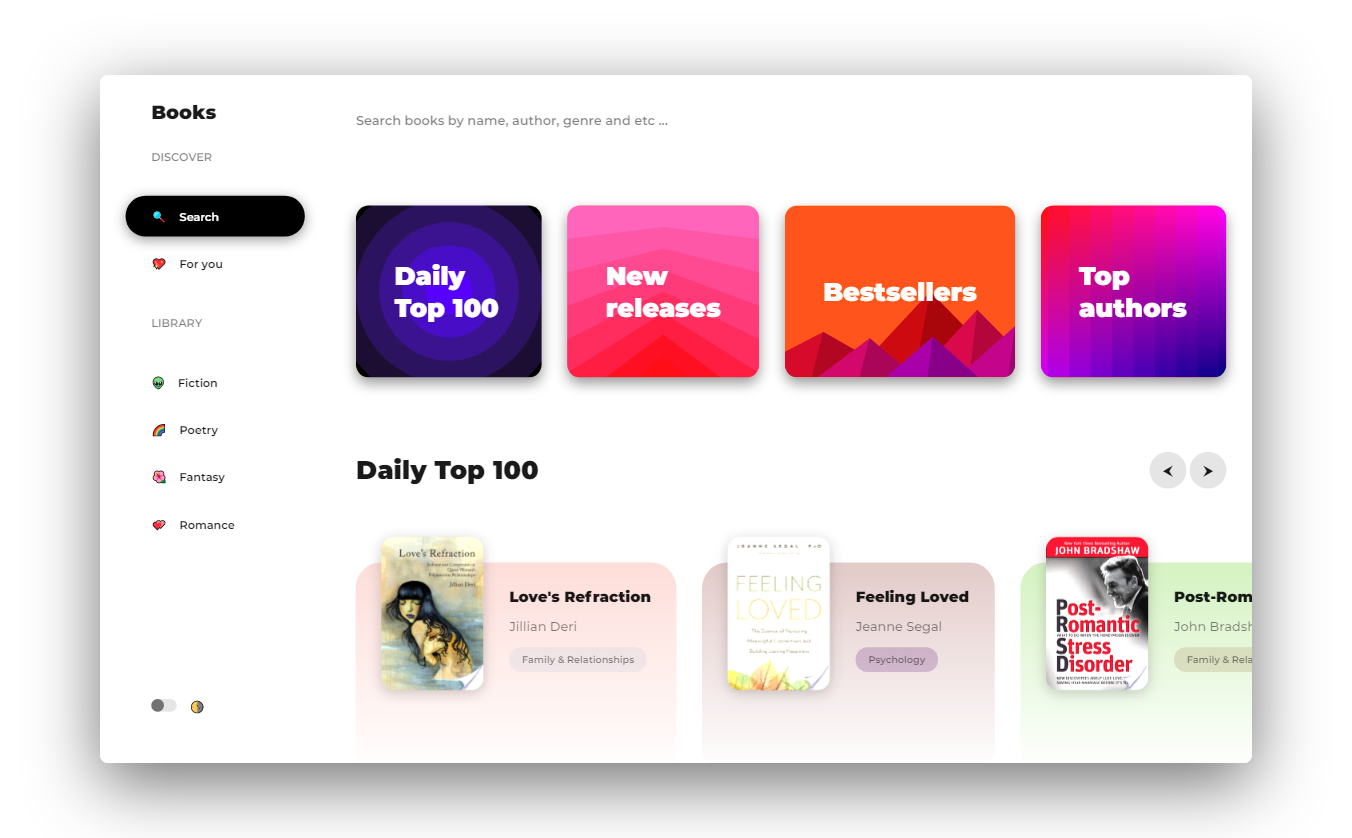 Books
DISCOVER
Search
For you
LIBRARY
Fiction
Poetry
Fantasy
Romance
Search books by name, author, genre and etc ...
Daily
Top 100
New
releases
Bestsellers
Top
authors
Daily Top 100
Love's Refraction
Jillian Deri
Love's Refraction
Jillian Deri
Family & Relationships
JEANNE SEGAL PhD
FEELING
LOVED
The Science of Nurturing
Meaningful Connections and
Building Lasting Happiness
Feeling Loved
Jeanne Segal
Psychology
New York Times Bestselling Author
JOHN BRADSHAW
Post-
Romantic
Stress
Disorder
Post-Rom
John Bradsh
Family & Rela